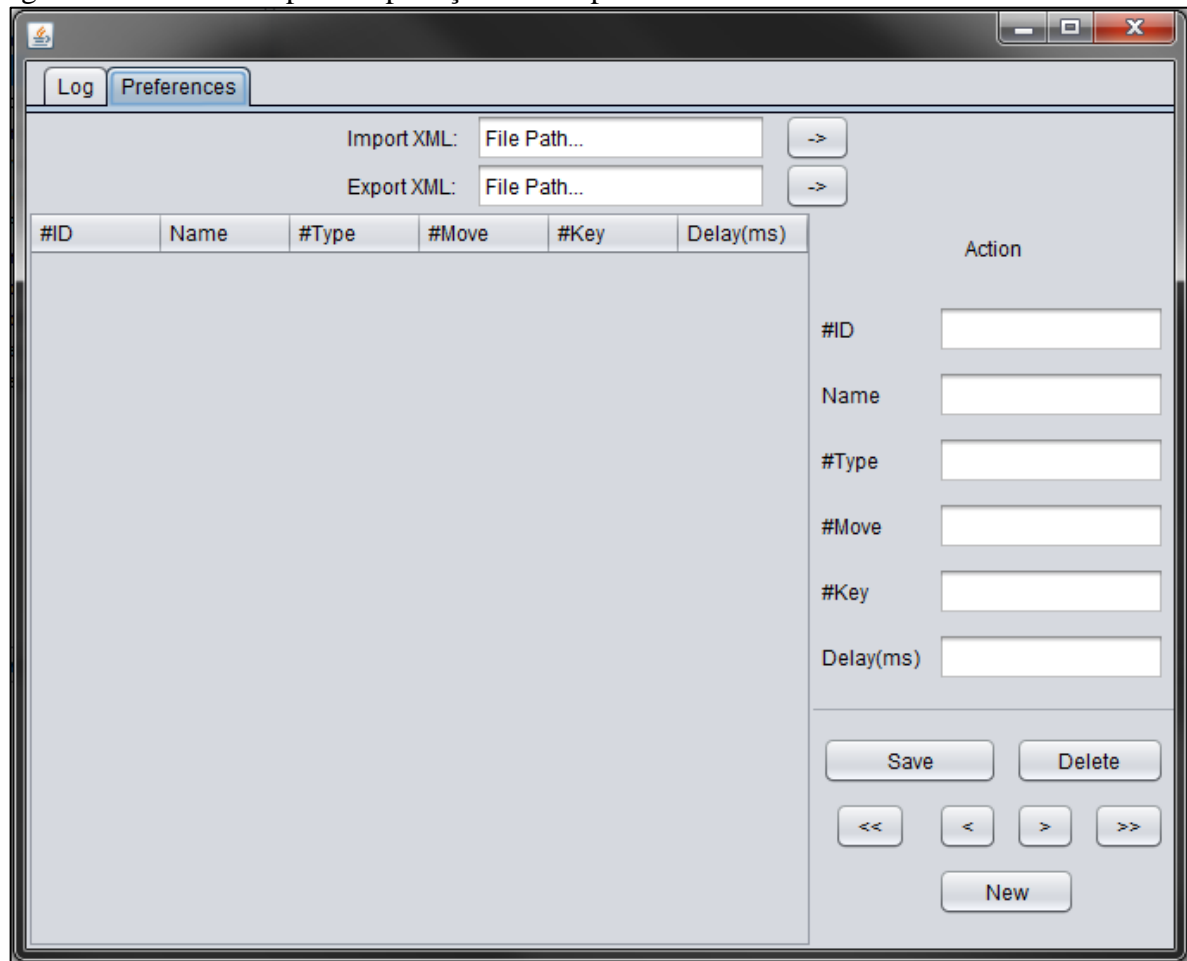 Log Preferences
Import XML: File Path... ->
Export XML: File Path... ->
#ID Name #Type #Move #Key Delay(ms)
Action
#ID
Name
#Type
#Move
#Key
Delay(ms)
Save Delete
<< < > >>
New